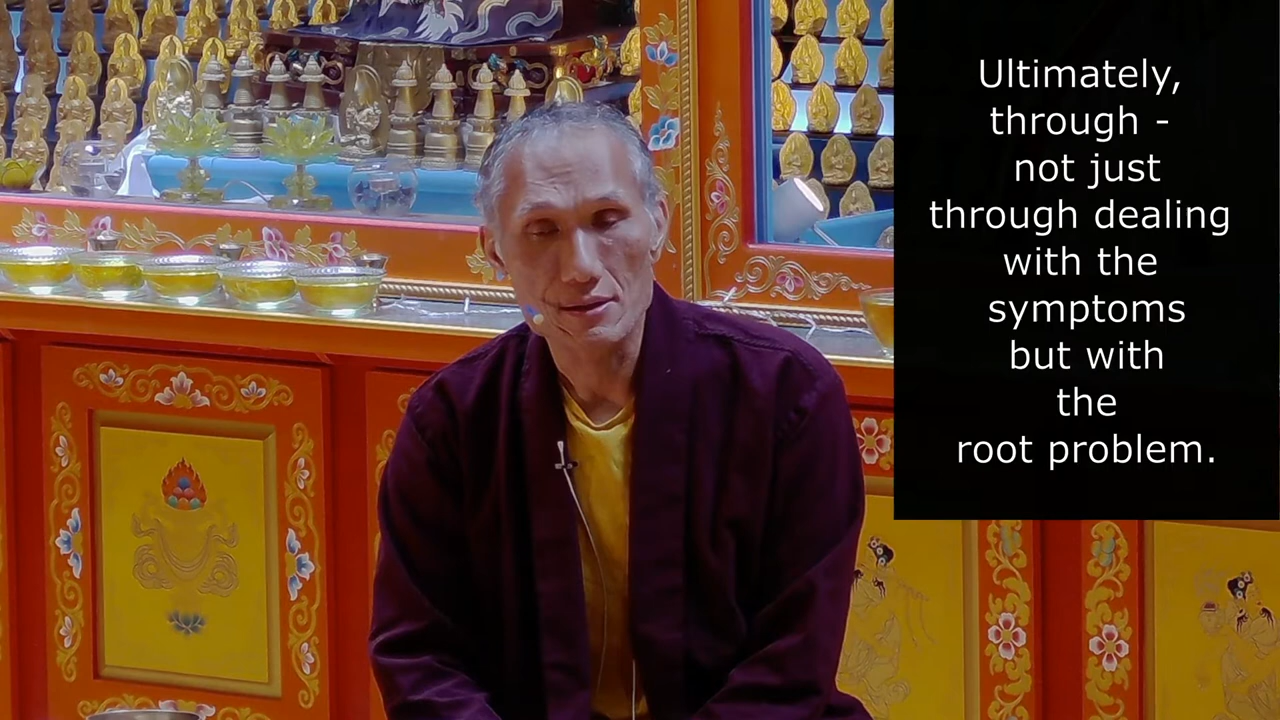 Ultimately,
through -
not just
through dealing
with the
symptoms
but with
the
root problem.